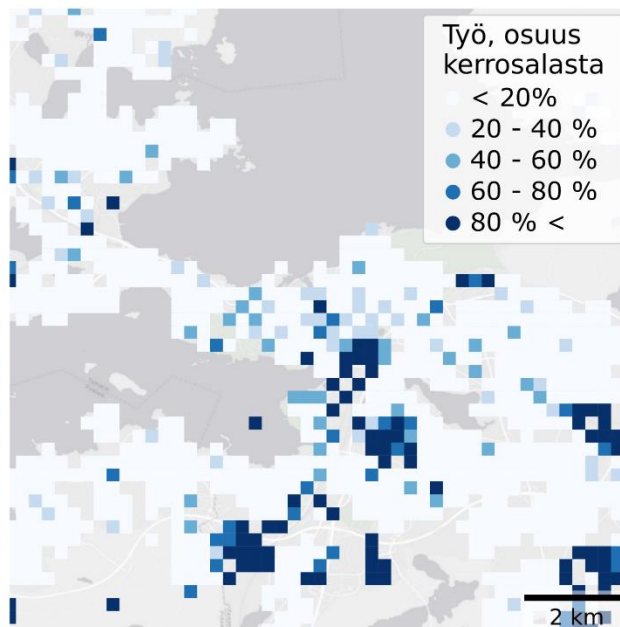 Työ, osuus
kerrosalasta
< 20%
20 - 40 %
40 - 60 %
60 - 80 %
80 % <
2 km